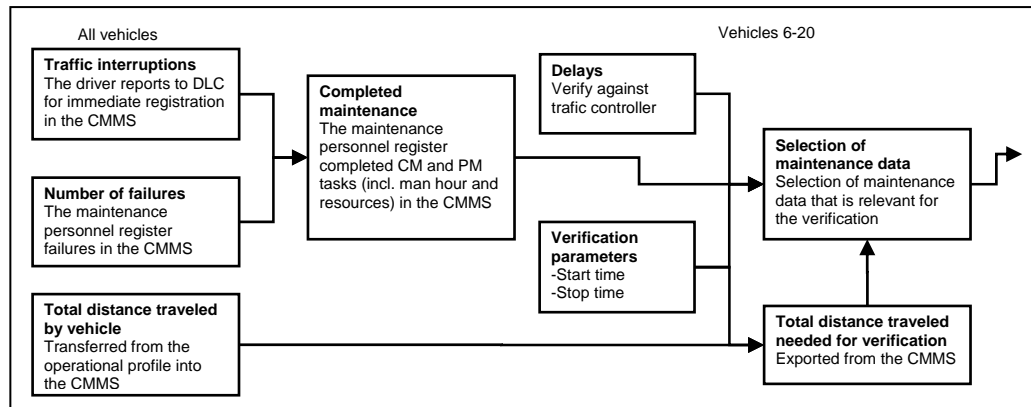 All vehicles
Vehicles 6-20
Traffic interruptions
The driver reports to DLC
for immediate registration
in the CMMS
Number of failures
The maintenance
personnel register
failures in the CMMS
Total distance traveled
by vehicle
Transferred from the
operational profile into
the CMMS
Completed
maintenance
The maintenance
personnel register
completed CM and PM
tasks (incl. man hour and
resources) in the CMMS
Delays
Verify against
trafic controller
Verification
parameters
-Start time
-Stop time
Selection of
maintenance data
Selection of maintenance
data that is relevant for
the verification
Total distance traveled
needed for verification
Exported from the CMMS